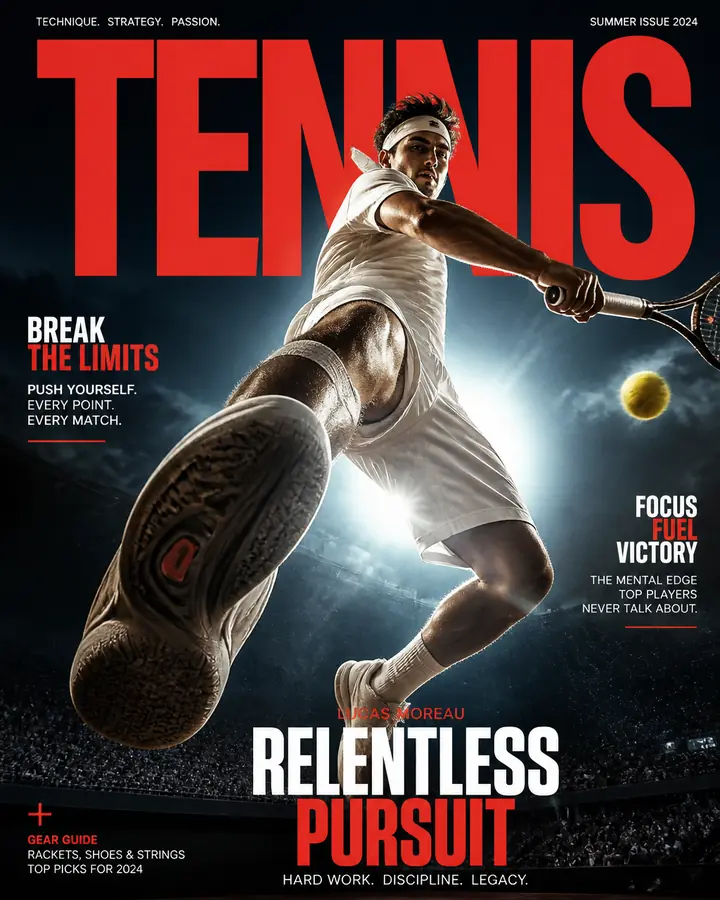 TECHNIQUE. STRATEGY. PASSION.
SUMMER ISSUE 2024
TENNIS
BREAK
THE LIMITS
PUSH YOURSELF.
EVERY POINT.
EVERY MATCH.
FOCUS
FUEL
VICTORY
THE MENTAL EDGE
TOP PLAYERS
NEVER TALK ABOUT.
LUCAS MOREAU
RELENTLESS
PURSUIT
HARD WORK. DISCIPLINE. LEGACY.
+
GEAR GUIDE
RACKETS, SHOES & STRINGS
TOP PICKS FOR 2024